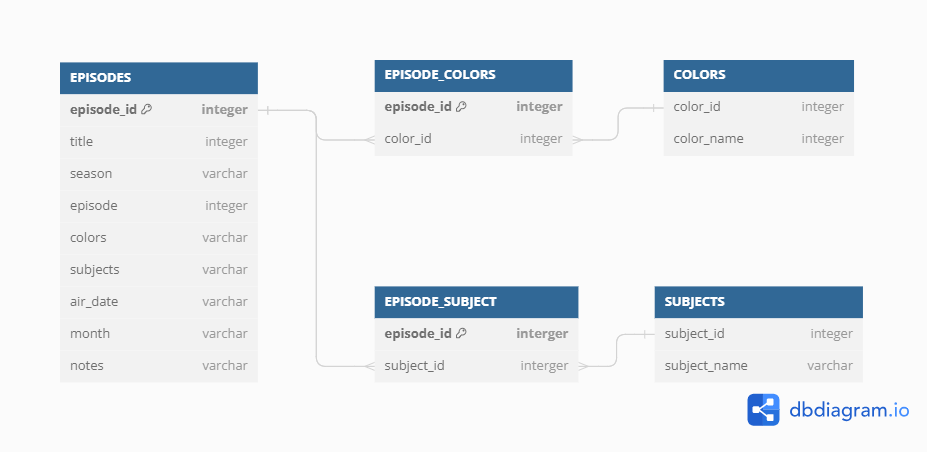 EPISODES
episode_id integer
title integer
season varchar
episode integer
colors varchar
subjects varchar
air_date varchar
month varchar
notes varchar
EPISODE_COLORS
episode_id integer
color_id integer
COLORS
color_id integer
color_name integer
EPISODE_SUBJECT
episode_id interger
subject_id interger
SUBJECTS
subject_id integer
subject_name varchar
dbdiagram.io